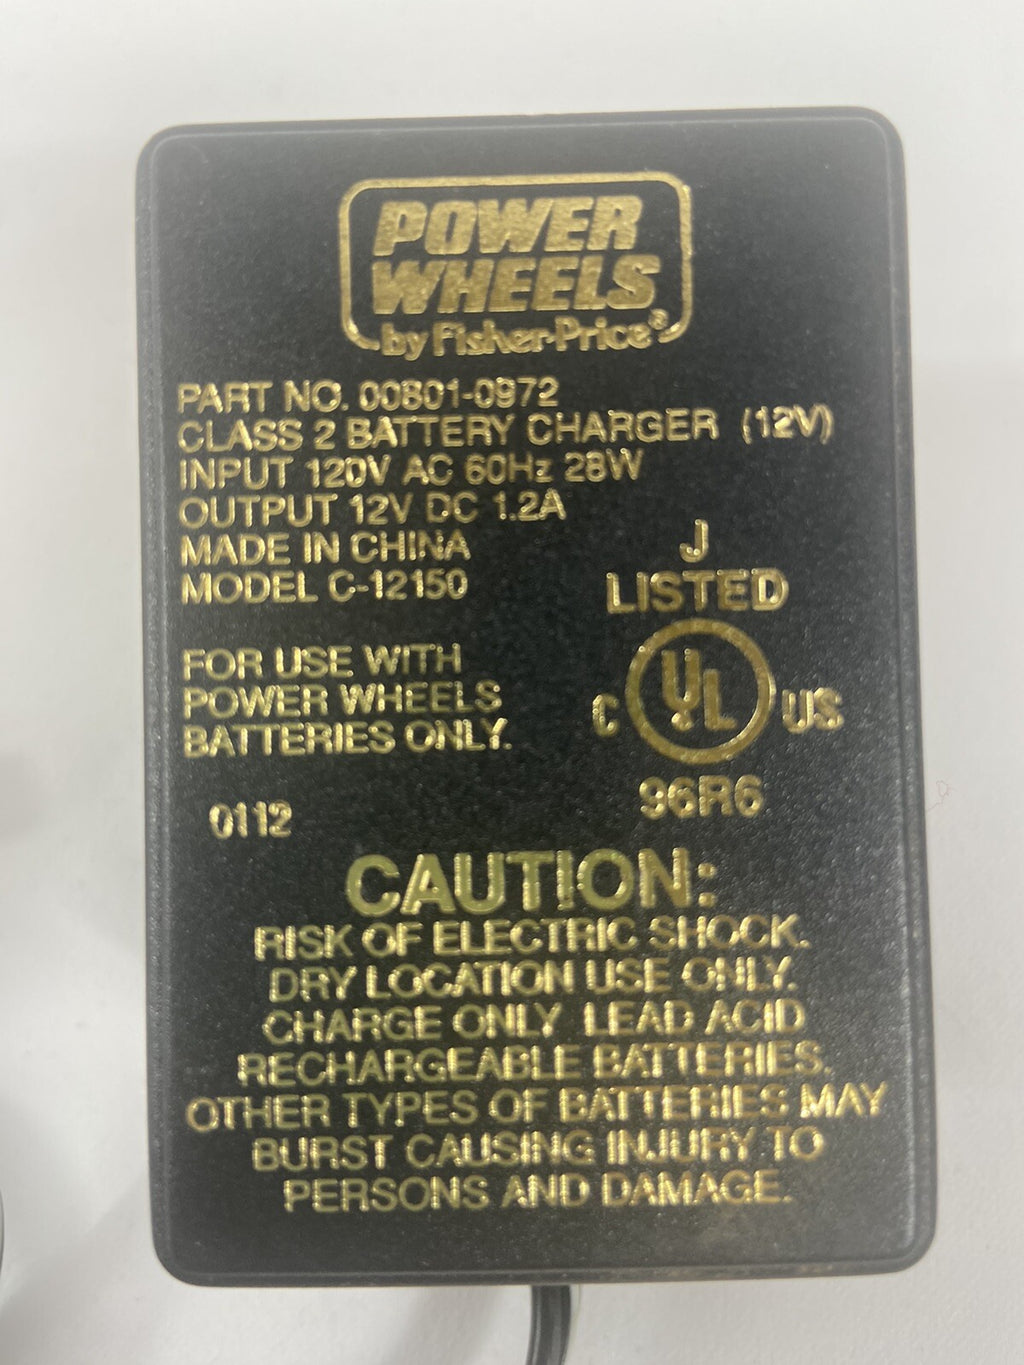 POWER
WHEELS
by Fisher-Price®
PART NO. 00801-0972
CLASS 2 BATTERY CHARGER (12V)
INPUT 120V AC 60Hz 28W
OUTPUT 12V DC 1.2A
MADE IN CHINA
MODEL C-12150
J
LISTED
C UL US
96R6
FOR USE WITH
POWER WHEELS
BATTERIES ONLY.
0112
CAUTION:
RISK OF ELECTRIC SHOCK.
DRY LOCATION USE ONLY.
CHARGE ONLY LEAD ACID
RECHARGEABLE BATTERIES.
OTHER TYPES OF BATTERIES MAY
BURST CAUSING INJURY TO
PERSONS AND DAMAGE.